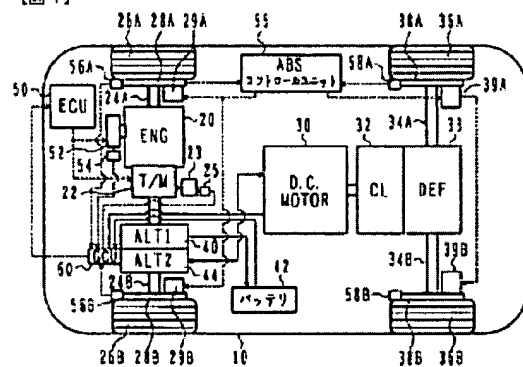 26A 28A 29A 55 38A 36A
56A 24A ABS コントロールユニット 58A 39A
50 ECU ENG 20 30 32 34A 33
52 54 23 25
22 T/M D.C. MOTOR CL DEF
ALT1 40
ALT2 44 42 34B 39B
60 24B バッテリ
56B 58B
26B 28B 29B 10 38B 36B